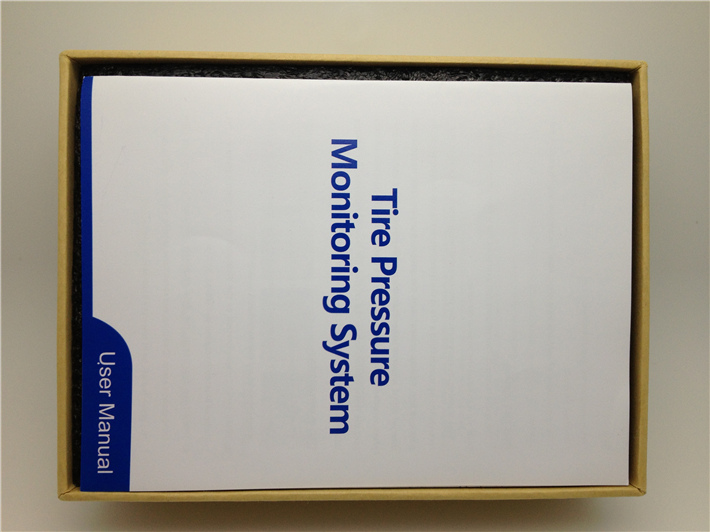 Tire Pressure
Monitoring System
User Manual